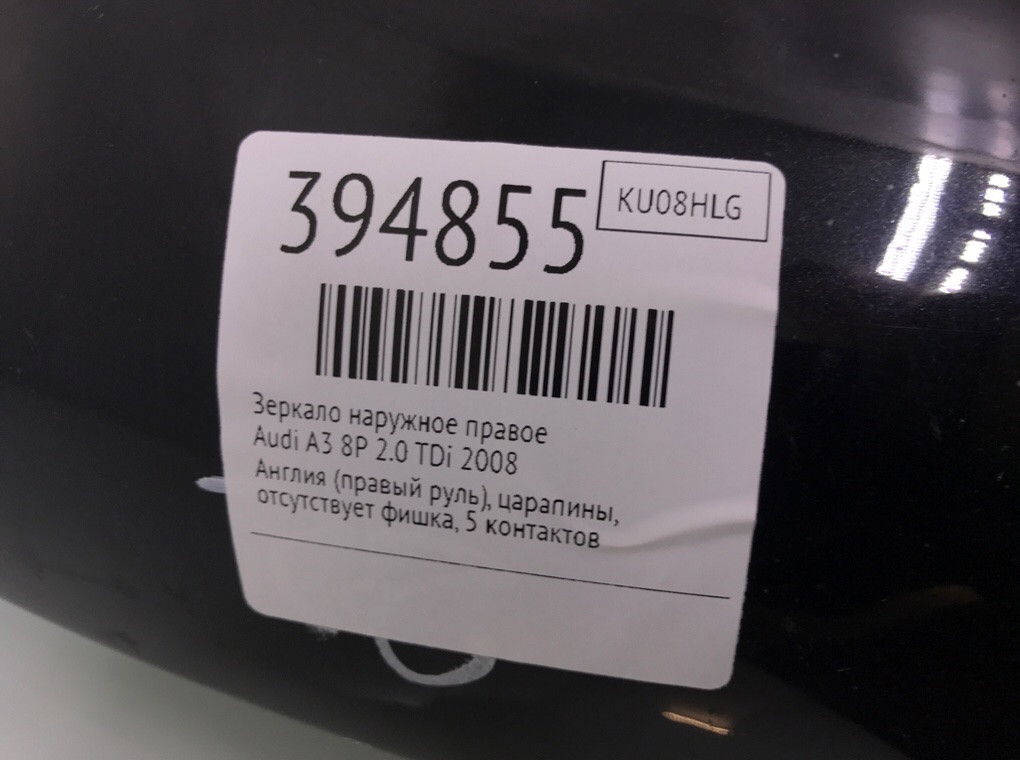 394855
KU08HLG
Зеркало наружное правое
Audi A3 8P 2.0 TDi 2008
Англия (правый руль), царапины,
отсутствует фишка, 5 контактов